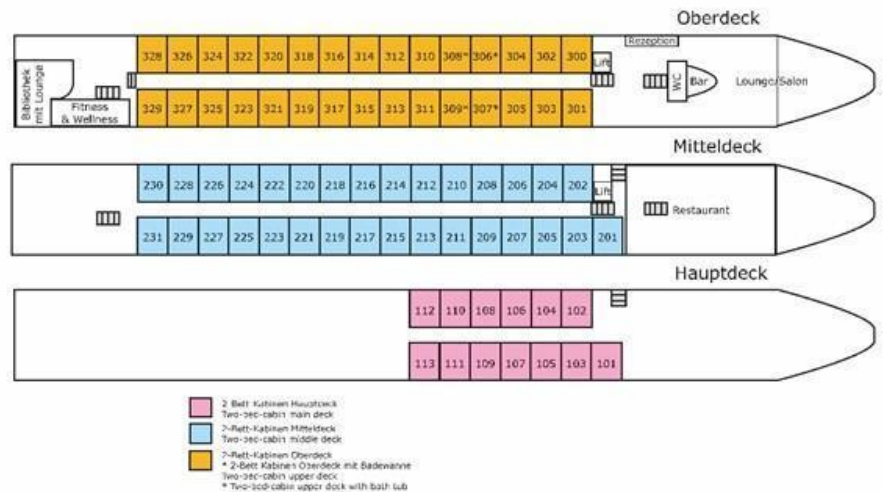 Oberdeck
Rezeption
328 326 324 322 320 318 316 314 312 310 308* 306* 304 302 300
Lift
Bibliothek
mit Lounge
WC
Bar
Lounge/Salon
Fitness
& Wellness
329 327 325 323 321 319 317 315 313 311 309* 307* 305 303 301
Mitteldeck
230 228 226 224 222 220 218 216 214 212 210 208 206 204 202
Lift
Restaurant
231 229 227 225 223 221 219 217 215 213 211 209 207 205 203 201
Hauptdeck
112 110 108 106 104 102
113 111 109 107 105 103 101
2-Bett-Kabinen Hauptdeck
Two-bed-cabin main deck
2-Bett-Kabinen Mitteldeck
Two-bed-cabin middle deck
2-Bett-Kabinen Oberdeck
* 2-Bett Kabinen Oberdeck mit Badewanne
Two-bed-cabin upper deck
* Two-bed-cabin upper deck with bath tub